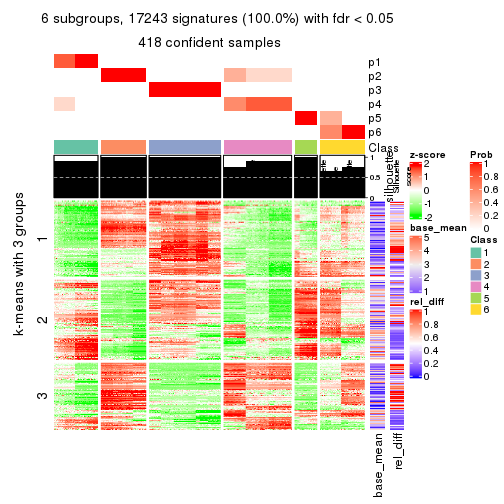 6 subgroups, 17243 signatures (100.0%) with fdr < 0.05
418 confident samples
p1
p2
p3
p4
p5
p6
Class
1
0.5
0
silhouette
Silhouette
k-means with 3 groups
1
2
3
base_mean
rel_diff
z-score
2
1
0
-1
-2
base_mean
5
4
3
2
1
rel_diff
1
0.8
0.6
0.4
0.2
0
Prob
1
0.8
0.6
0.4
0.2
0
Class
1
2
3
4
5
6